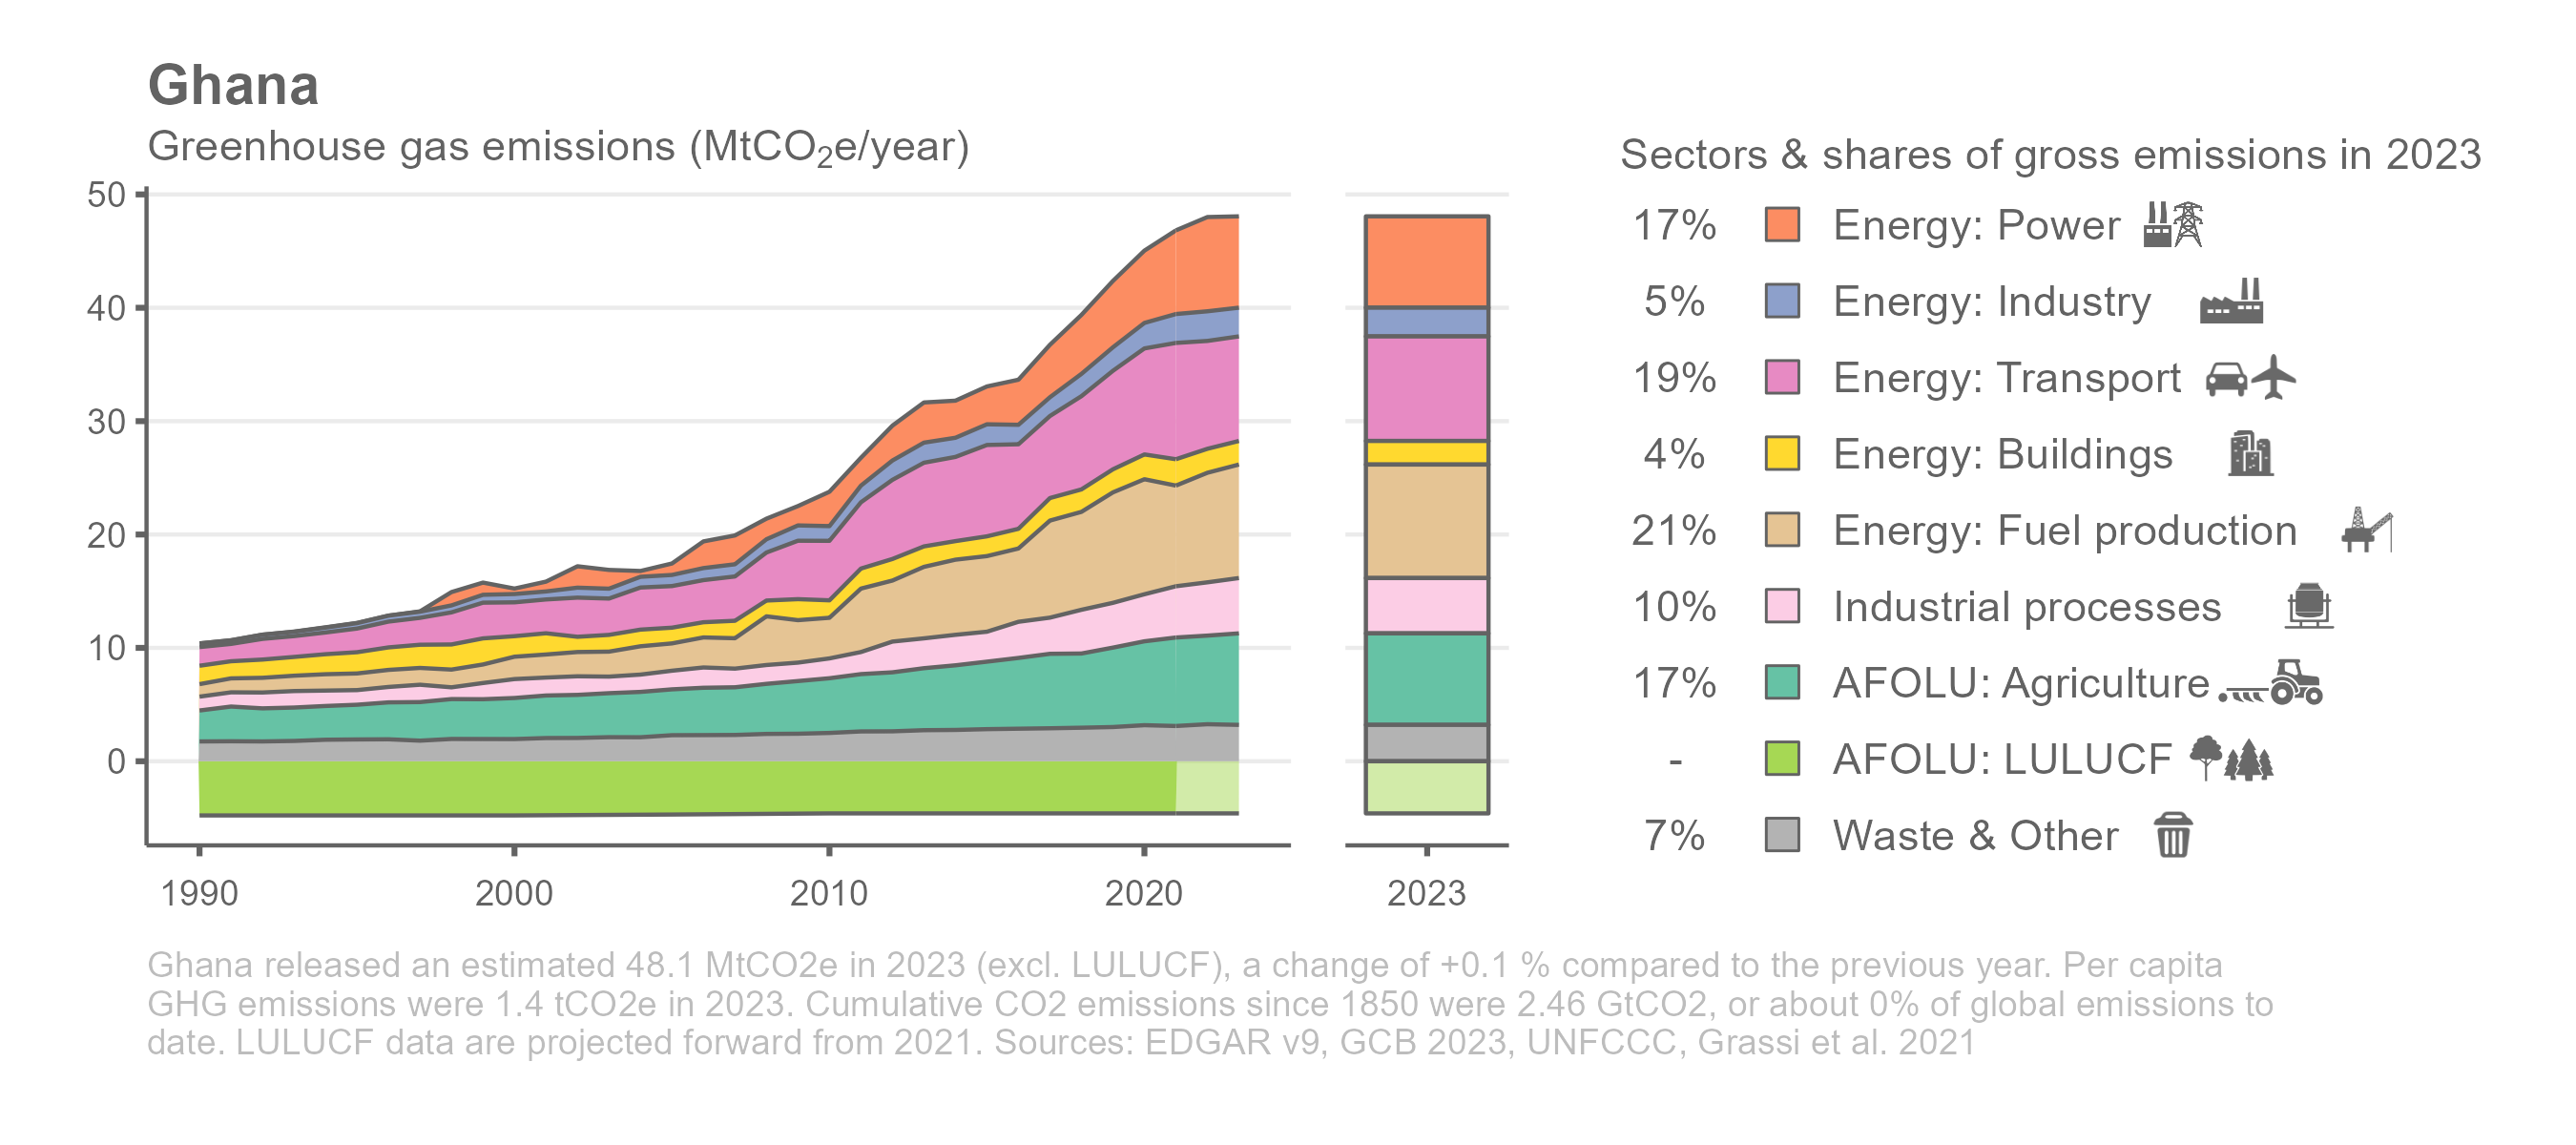 Ghana
Greenhouse gas emissions (MtCO₂e/year)
50
40
30
20
10
0
1990
2000
2010
2020
2023
Sectors & shares of gross emissions in 2023
17% Energy: Power
5% Energy: Industry
19% Energy: Transport
4% Energy: Buildings
21% Energy: Fuel production
10% Industrial processes
17% AFOLU: Agriculture
- AFOLU: LULUCF
7% Waste & Other
Ghana released an estimated 48.1 MtCO2e in 2023 (excl. LULUCF), a change of +0.1 % compared to the previous year. Per capita
GHG emissions were 1.4 tCO2e in 2023. Cumulative CO2 emissions since 1850 were 2.46 GtCO2, or about 0% of global emissions to
date. LULUCF data are projected forward from 2021. Sources: EDGAR v9, GCB 2023, UNFCCC, Grassi et al. 2021